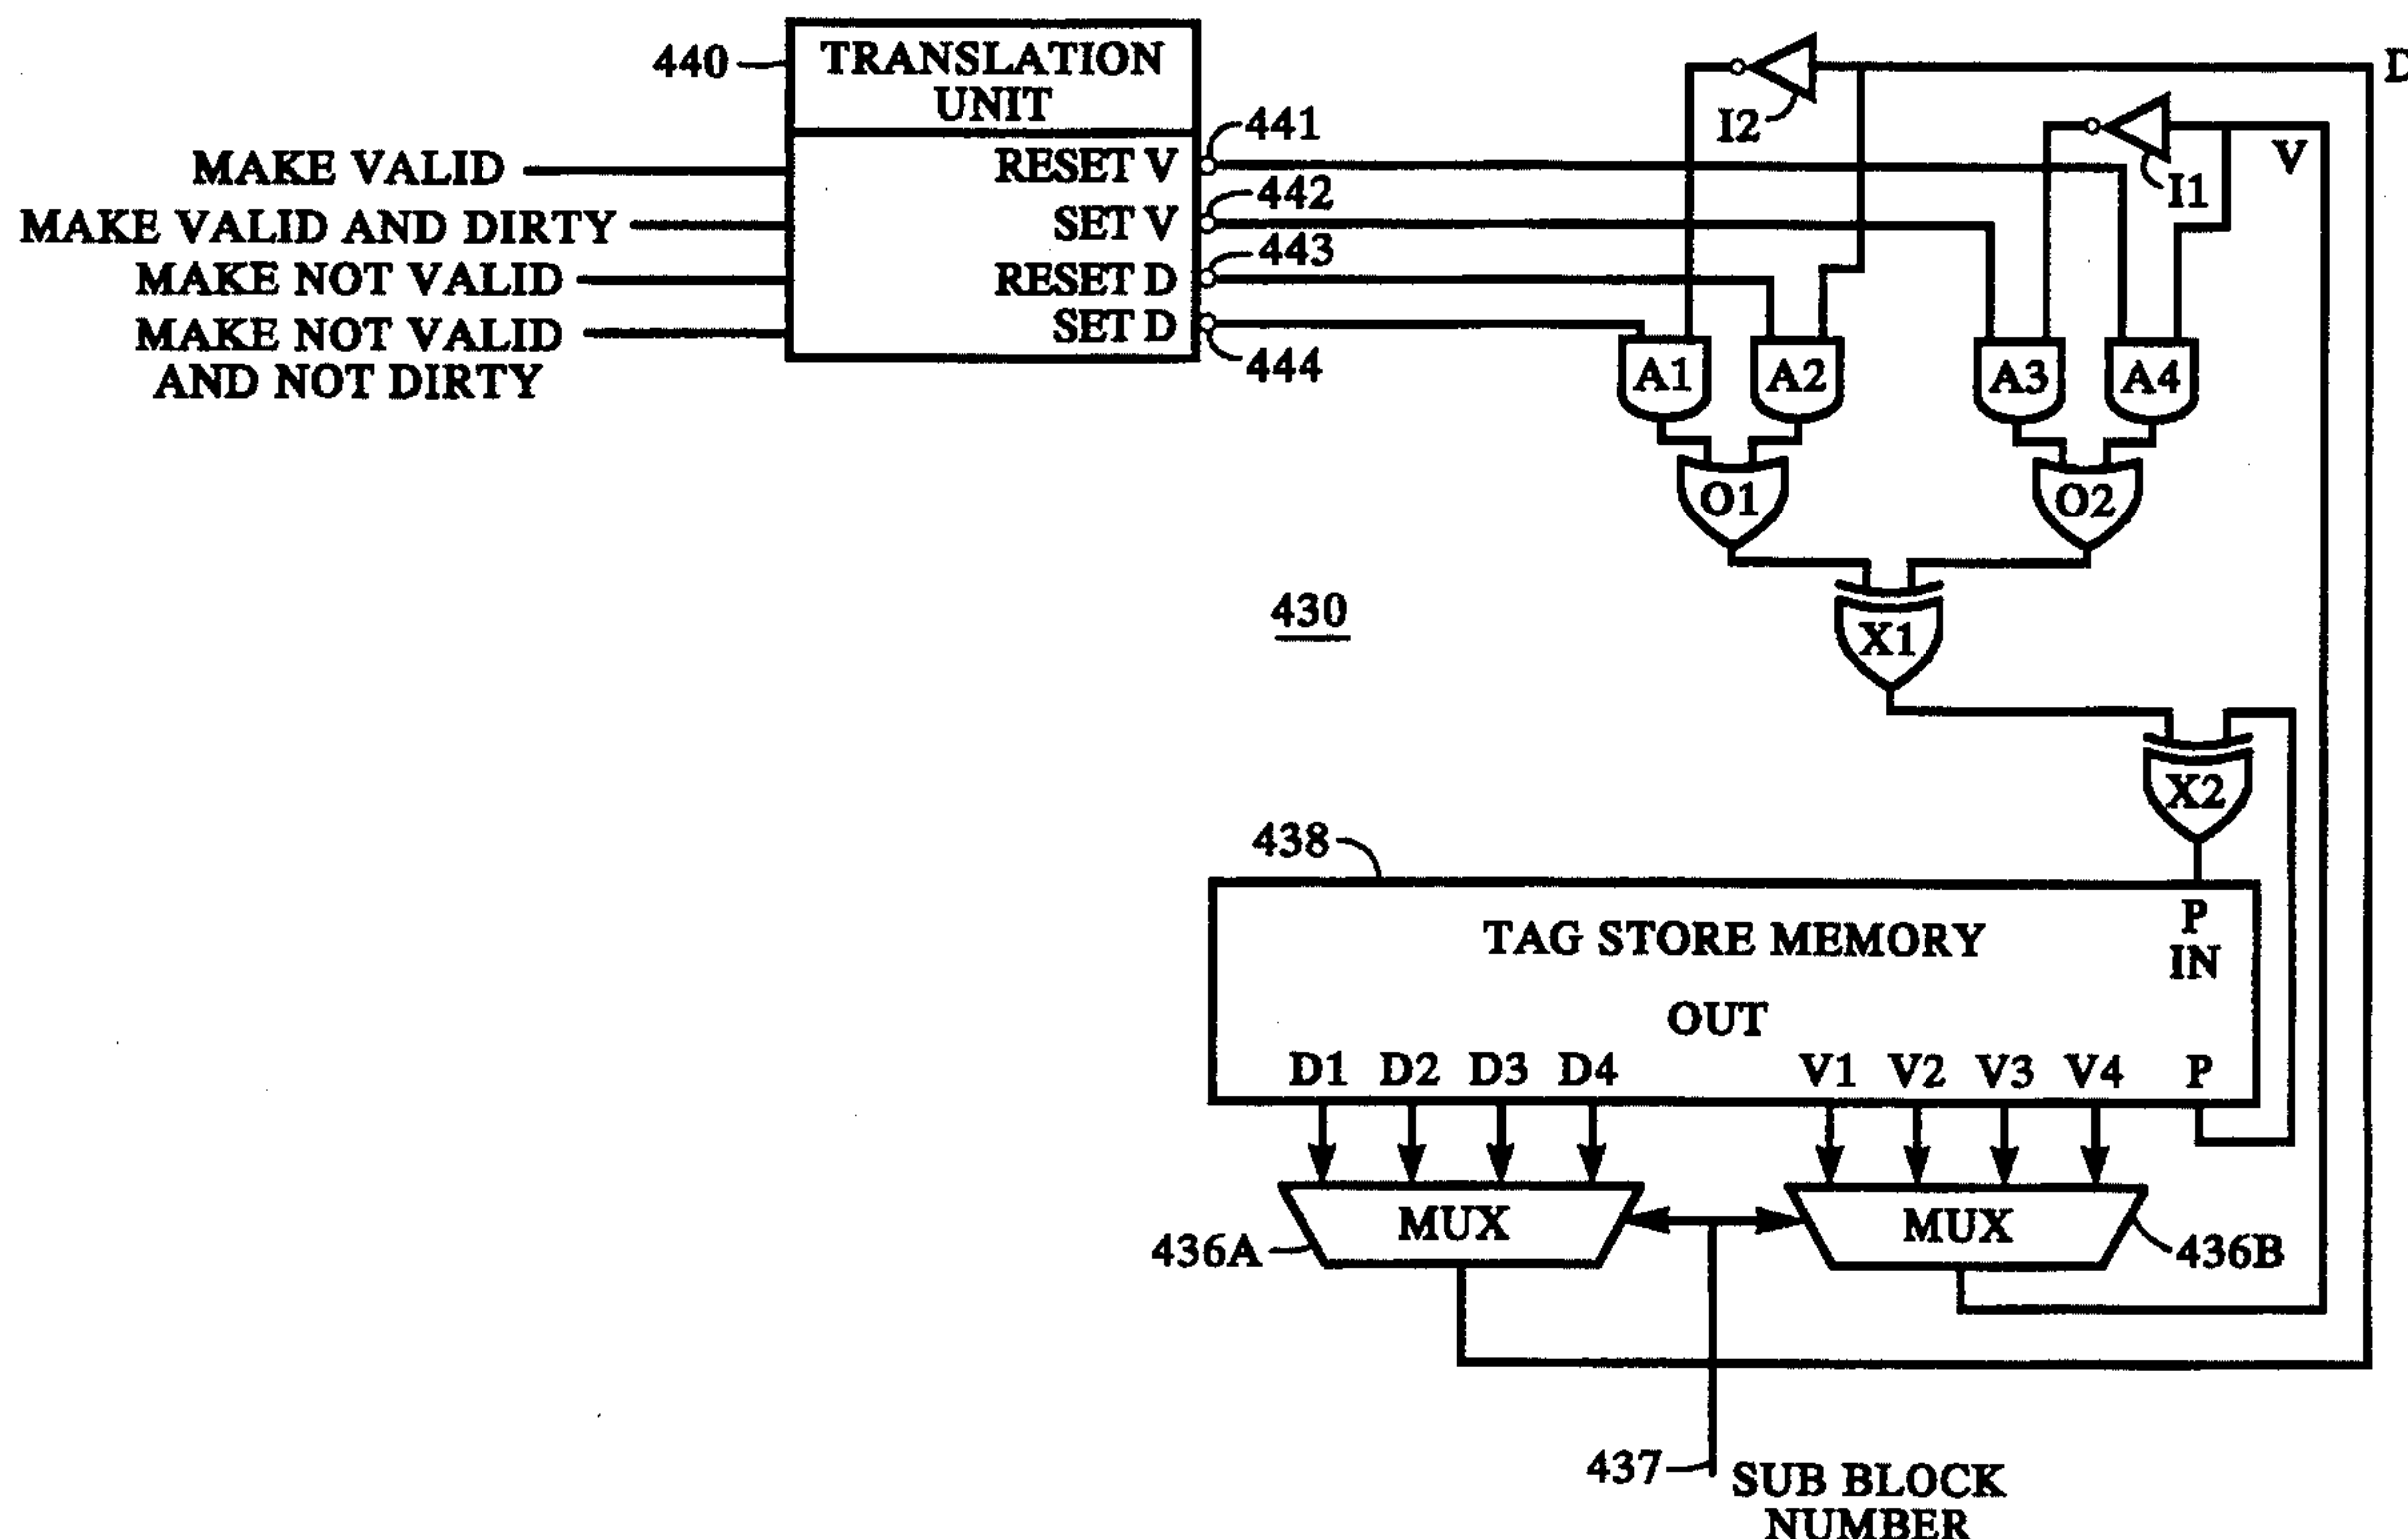 440
TRANSLATION
UNIT
MAKE VALID
MAKE VALID AND DIRTY
MAKE NOT VALID
MAKE NOT VALID
AND NOT DIRTY
RESET V
SET V
RESET D
SET D
441
442
443
444
I2
D
I1
V
A1
A2
A3
A4
O1
O2
X1
430
X2
438
TAG STORE MEMORY
P
IN
OUT
D1 D2 D3 D4 V1 V2 V3 V4 P
MUX
MUX
436A
436B
437
SUB BLOCK
NUMBER